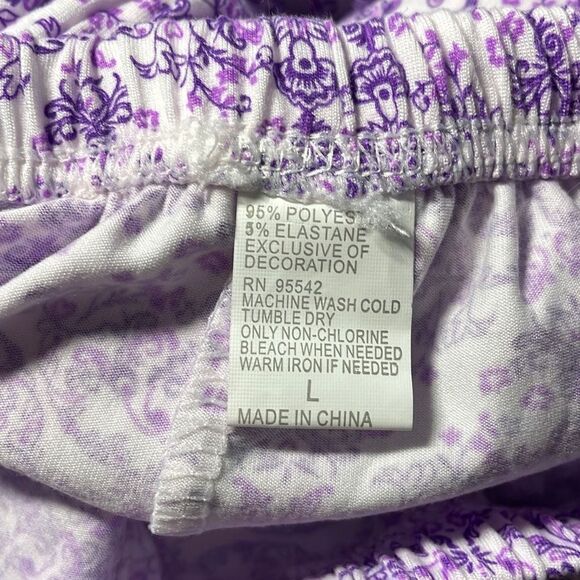 95% POLYES
5% ELASTANE
EXCLUSIVE OF
DECORATION
RN 95542
MACHINE WASH COLD
TUMBLE DRY
ONLY NON-CHLORINE
BLEACH WHEN NEEDED
WARM IRON IF NEEDED
L
MADE IN CHINA